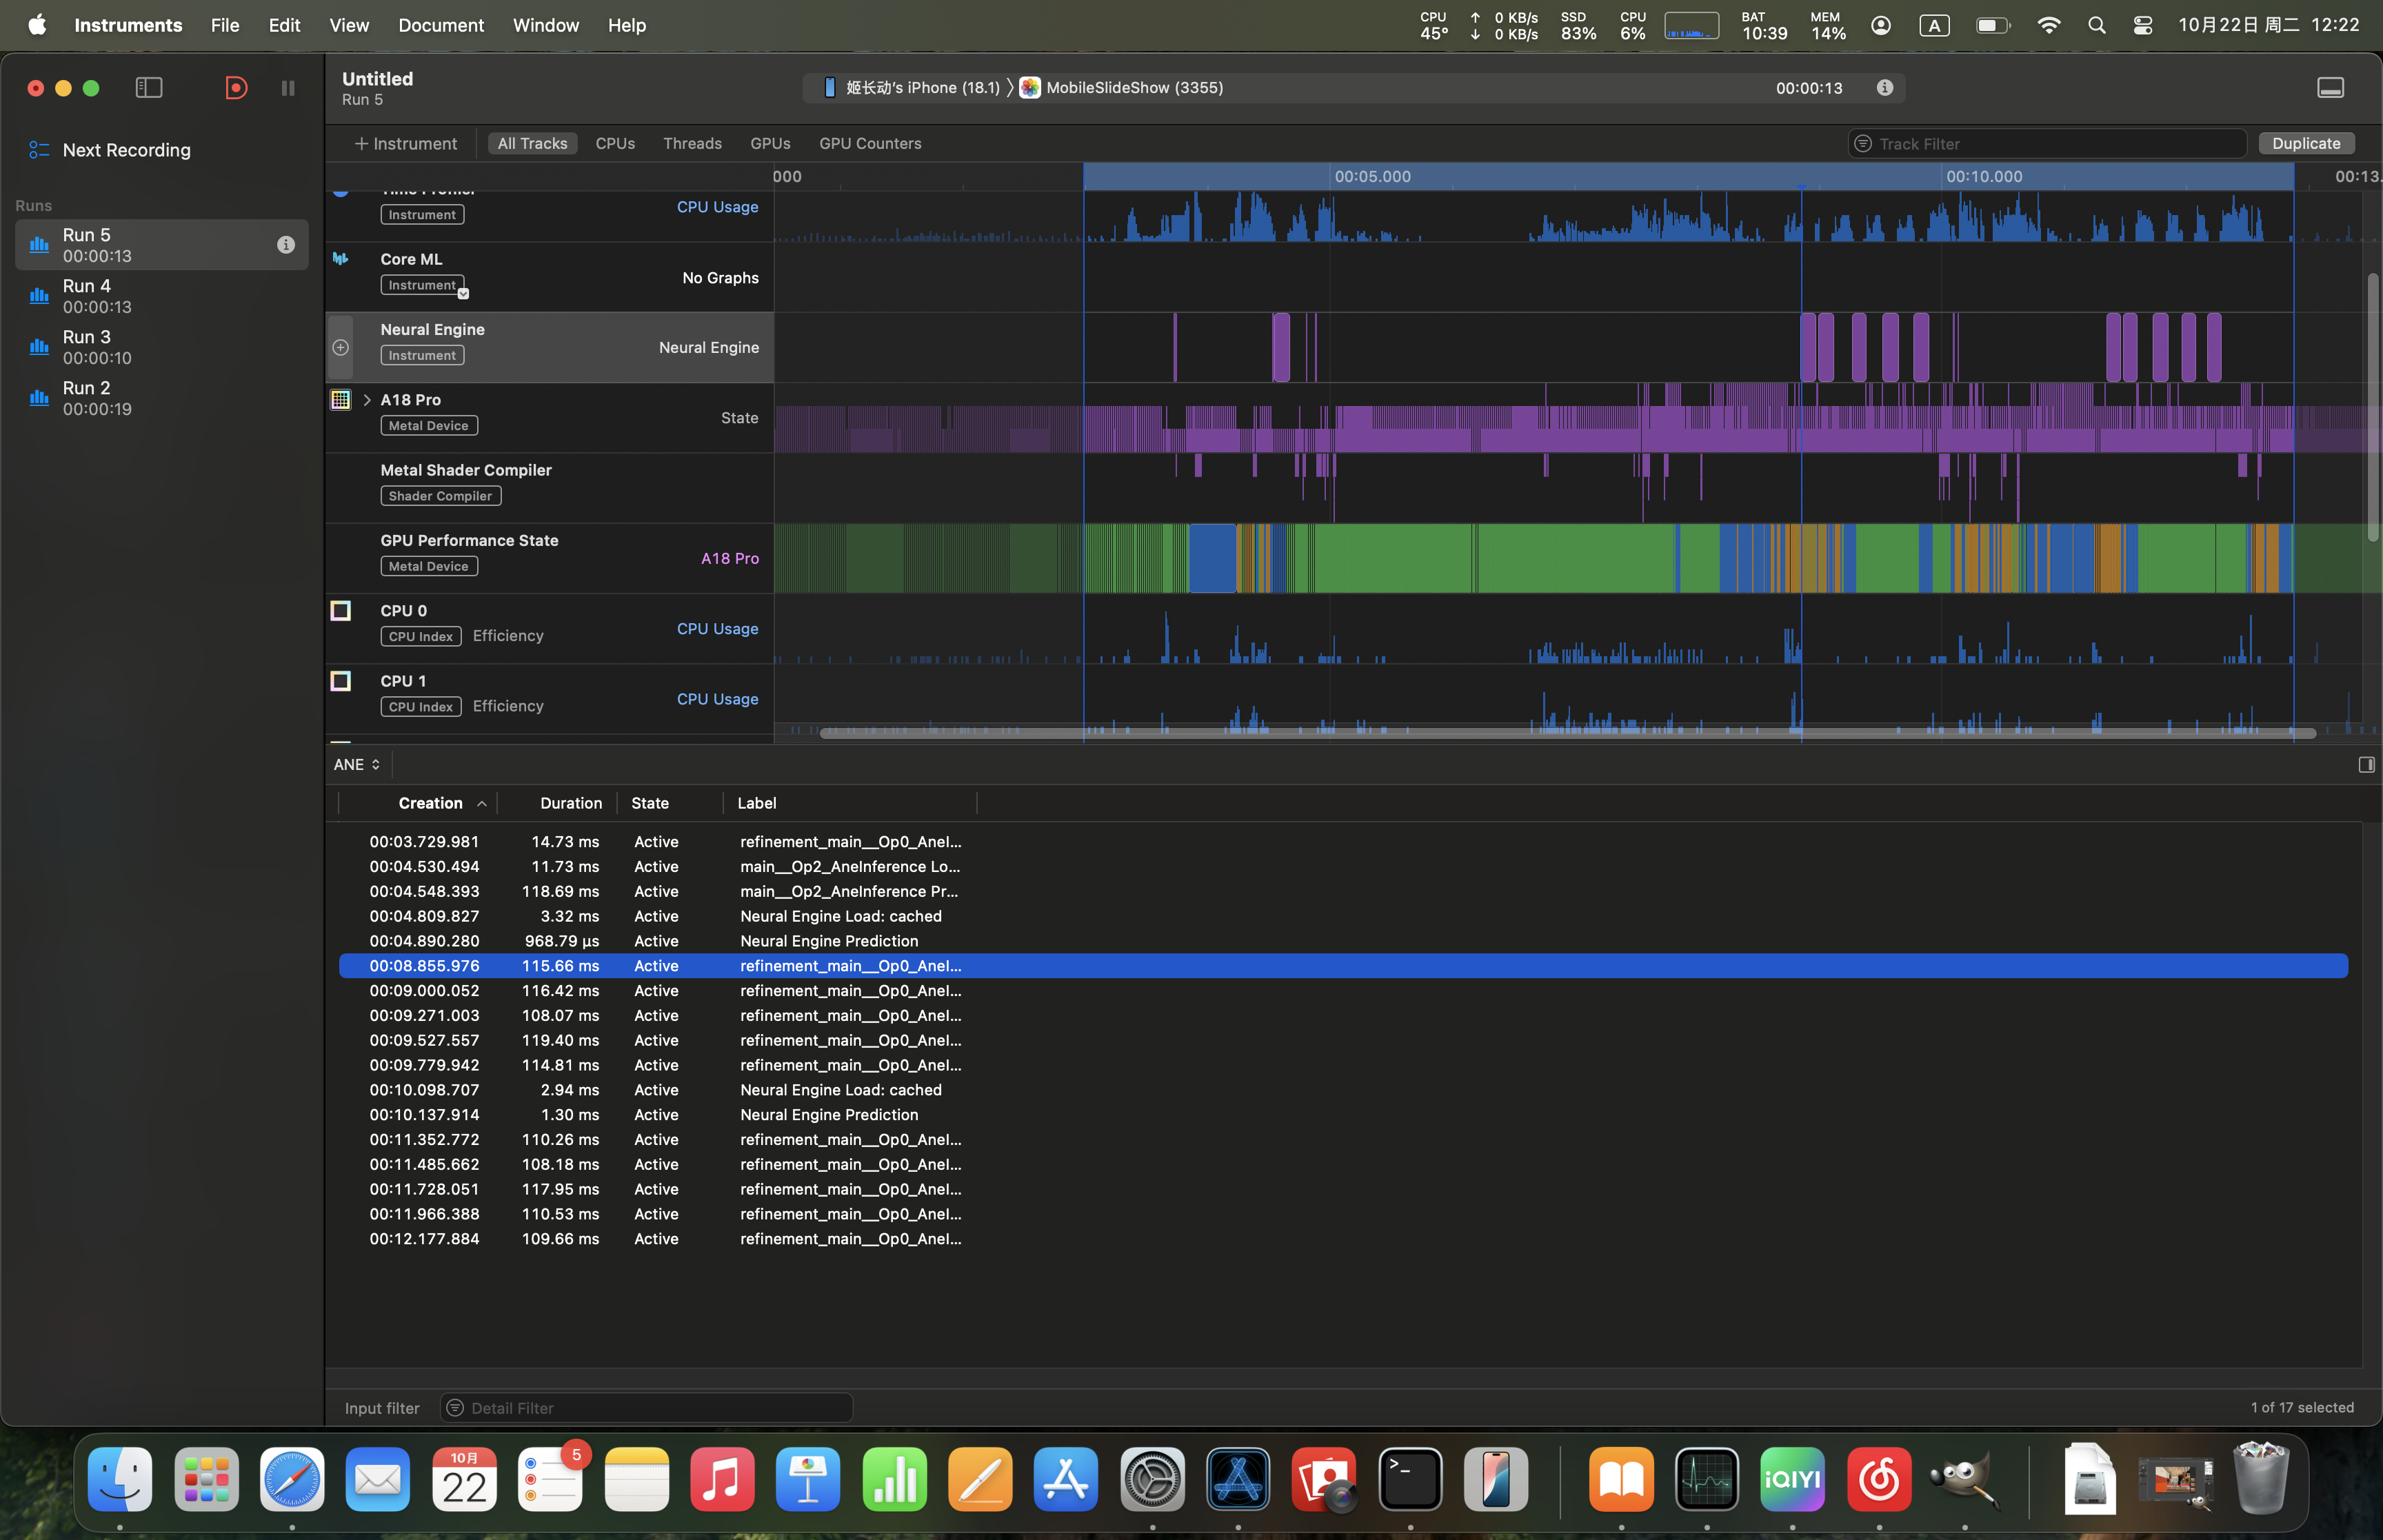 Instruments File Edit View Document Window Help
CPU 45° ↑ 0 KB/s ↓ 0 KB/s SSD 83% CPU 6% BAT 10:39 MEM 14% A 10月22日 周二 12:22
Untitled
Run 5
姬长动's iPhone (18.1) 〉 MobileSlideShow (3355) 00:00:13
Next Recording
Runs
Run 5
00:00:13
Run 4
00:00:13
Run 3
00:00:10
Run 2
00:00:19
+ Instrument All Tracks CPUs Threads GPUs GPU Counters Track Filter Duplicate
000 00:05.000 00:10.000 00:13.
Time Profiler
Instrument CPU Usage
Core ML
Instrument No Graphs
Neural Engine
Instrument Neural Engine
A18 Pro
Metal Device State
Metal Shader Compiler
Shader Compiler
GPU Performance State
Metal Device A18 Pro
CPU 0
CPU Index Efficiency CPU Usage
CPU 1
CPU Index Efficiency CPU Usage
ANE
Creation Duration State Label
00:03.729.981 14.73 ms Active refinement_main__Op0_AneI...
00:04.530.494 11.73 ms Active main__Op2_AneInference Lo...
00:04.548.393 118.69 ms Active main__Op2_AneInference Pr...
00:04.809.827 3.32 ms Active Neural Engine Load: cached
00:04.890.280 968.79 µs Active Neural Engine Prediction
00:08.855.976 115.66 ms Active refinement_main__Op0_AneI...
00:09.000.052 116.42 ms Active refinement_main__Op0_AneI...
00:09.271.003 108.07 ms Active refinement_main__Op0_AneI...
00:09.527.557 119.40 ms Active refinement_main__Op0_AneI...
00:09.779.942 114.81 ms Active refinement_main__Op0_AneI...
00:10.098.707 2.94 ms Active Neural Engine Load: cached
00:10.137.914 1.30 ms Active Neural Engine Prediction
00:11.352.772 110.26 ms Active refinement_main__Op0_AneI...
00:11.485.662 108.18 ms Active refinement_main__Op0_AneI...
00:11.728.051 117.95 ms Active refinement_main__Op0_AneI...
00:11.966.388 110.53 ms Active refinement_main__Op0_AneI...
00:12.177.884 109.66 ms Active refinement_main__Op0_AneI...
Input filter Detail Filter 1 of 17 selected
10月
22
5
iQIYI